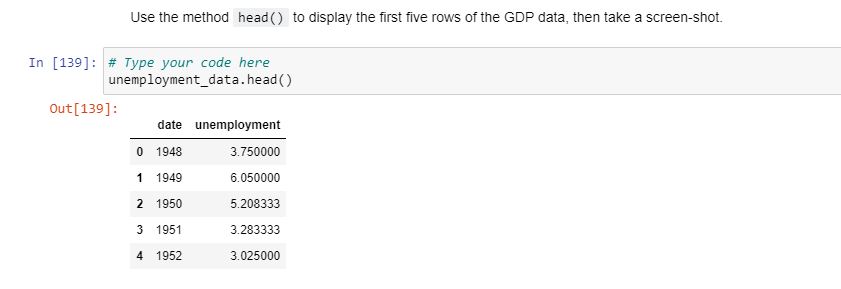 Use the method head() to display the first five rows of the GDP data, then take a screen-shot.
In [139]: # Type your code here
unemployment_data.head()
Out[139]:
date unemployment
0 1948 3.750000
1 1949 6.050000
2 1950 5.208333
3 1951 3.283333
4 1952 3.025000